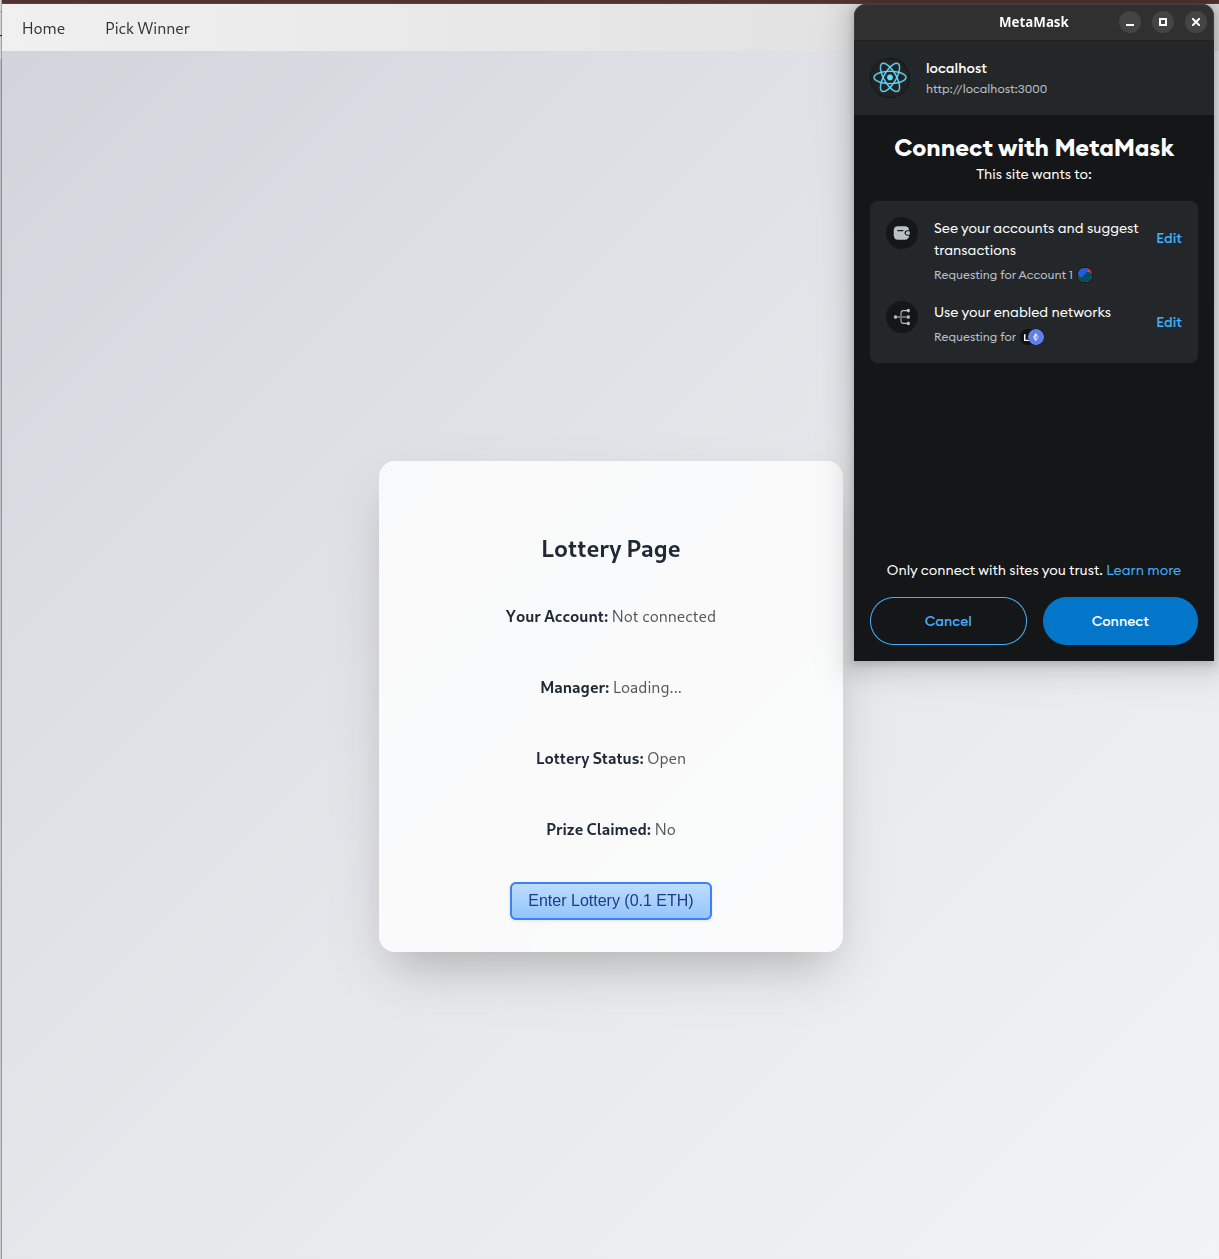 Home
Pick Winner
MetaMask
localhost
http://localhost:3000
Connect with MetaMask
This site wants to:
See your accounts and suggest
transactions
Edit
Requesting for Account 1
Use your enabled networks
Edit
Requesting for
L
Only connect with sites you trust. Learn more
Cancel
Connect
Lottery Page
Your Account: Not connected
Manager: Loading...
Lottery Status: Open
Prize Claimed: No
Enter Lottery (0.1 ETH)